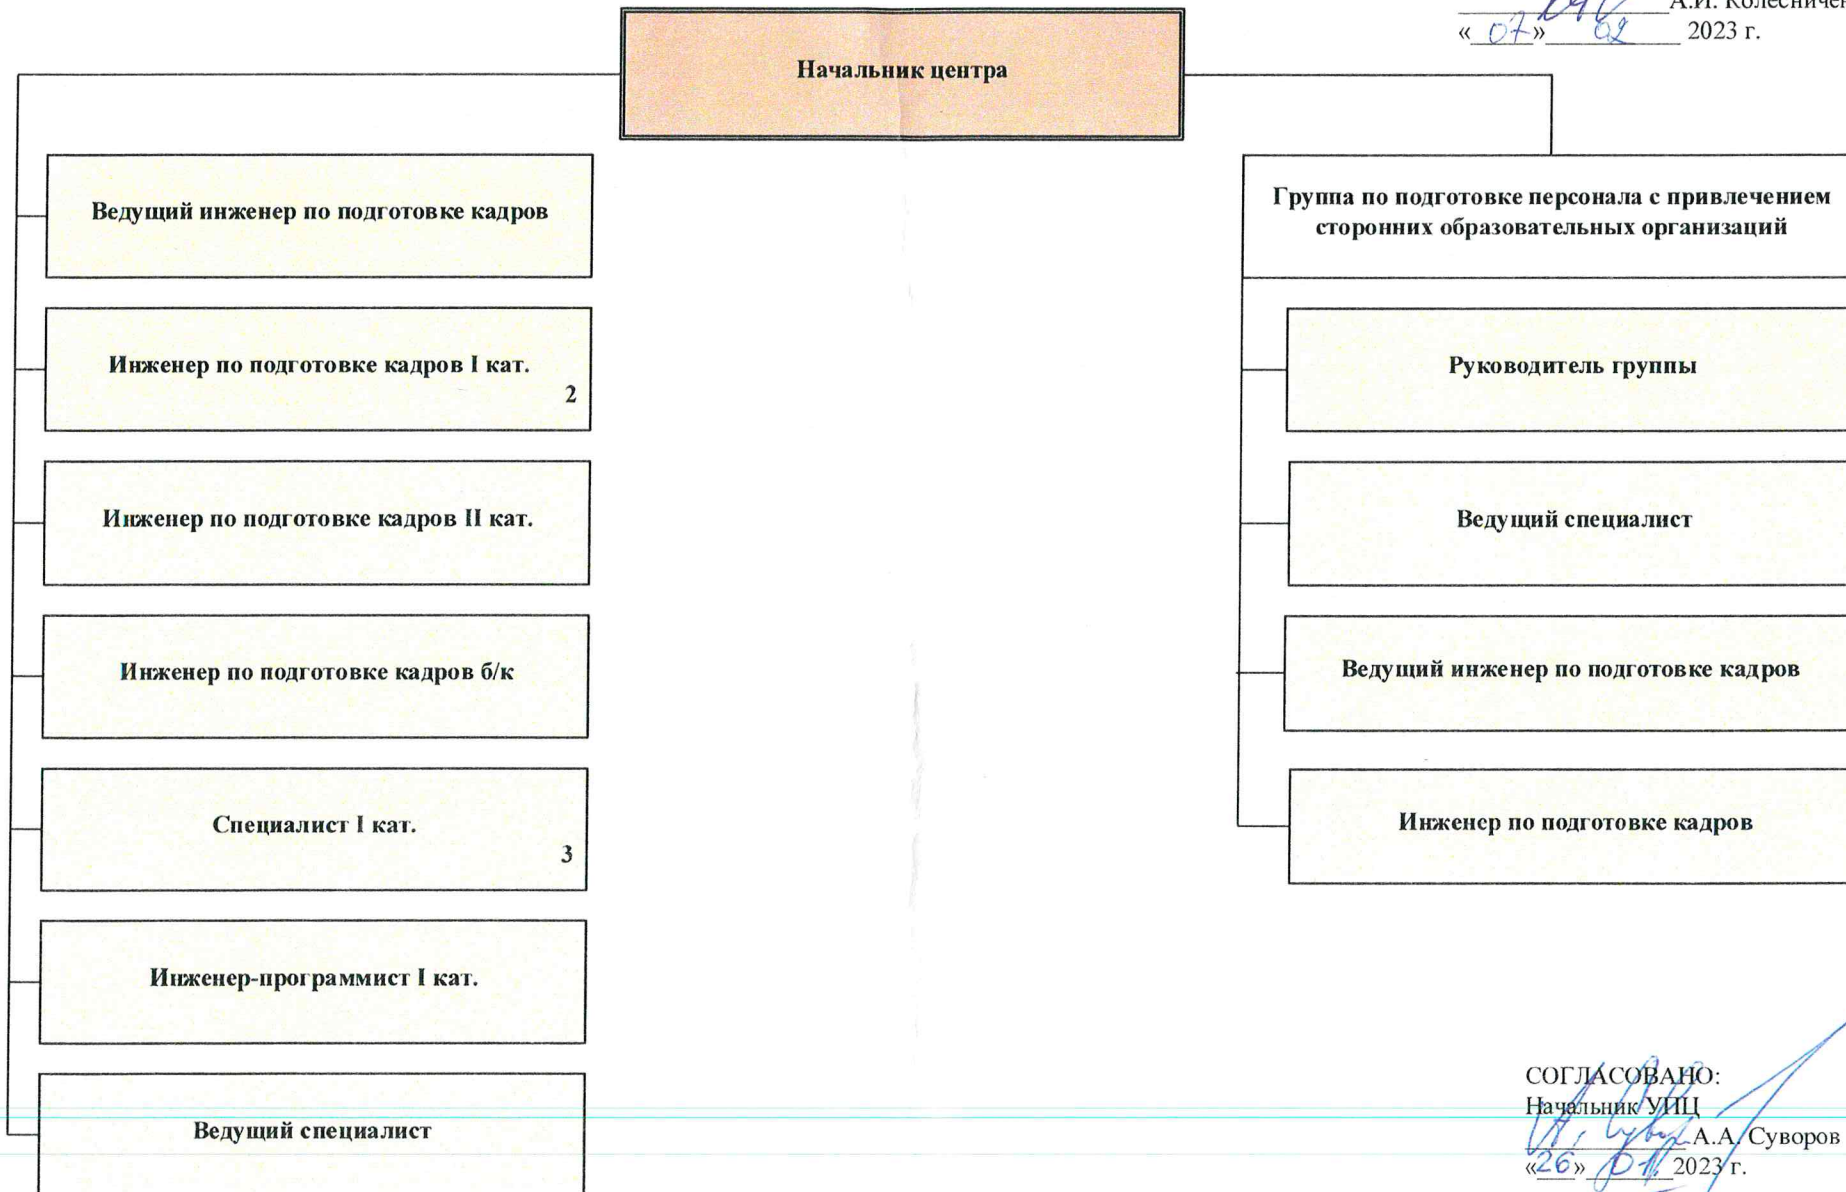 А.И. Колесничен
«07» 02 2023 г.
Начальник центра
Ведущий инженер по подготовке кадров
Инженер по подготовке кадров I кат.
2
Инженер по подготовке кадров II кат.
Инженер по подготовке кадров б/к
Специалист I кат.
3
Инженер-программист I кат.
Ведущий специалист
Группа по подготовке персонала с привлечением
сторонних образовательных организаций
Руководитель группы
Ведущий специалист
Ведущий инженер по подготовке кадров
Инженер по подготовке кадров
СОГЛАСОВАНО:
Начальник УПЦ
А.А. Суворов
«26» 01. 2023 г.